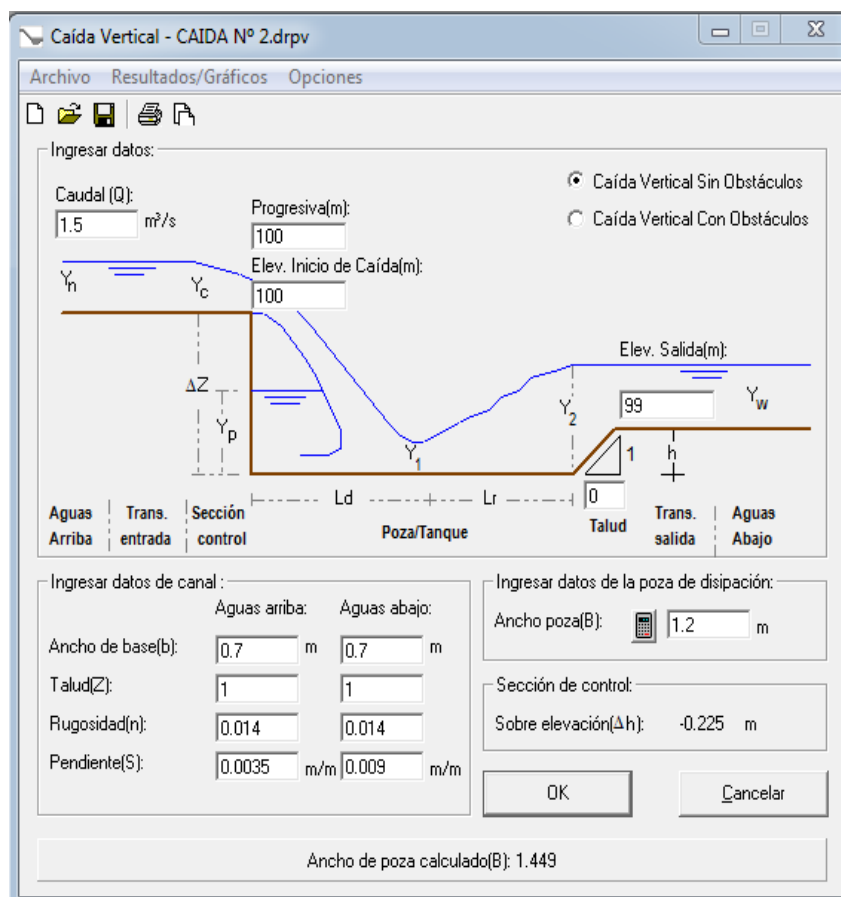 Caída Vertical - CAIDA Nº 2.drpv
Archivo Resultados/Gráficos Opciones
Ingresar datos:
Caudal (Q):
1.5 m³/s
Progresiva(m):
100
Elev. Inicio de Caída(m):
100
Caída Vertical Sin Obstáculos
Caída Vertical Con Obstáculos
Yn
Yc
ΔZ
Yp
Y1
Y2
Elev. Salida(m):
99
Yw
1
h
0
Ld Lr
Aguas Arriba
Trans. entrada
Sección control
Poza/Tanque
Talud
Trans. salida
Aguas Abajo
Ingresar datos de canal :
Aguas arriba: Aguas abajo:
Ancho de base(b): 0.7 m 0.7 m
Talud(Z): 1 1
Rugosidad(n): 0.014 0.014
Pendiente(S): 0.0035 m/m 0.009 m/m
Ingresar datos de la poza de disipación:
Ancho poza(B): 1.2 m
Sección de control:
Sobre elevación(Δh): -0.225 m
OK Cancelar
Ancho de poza calculado(B): 1.449